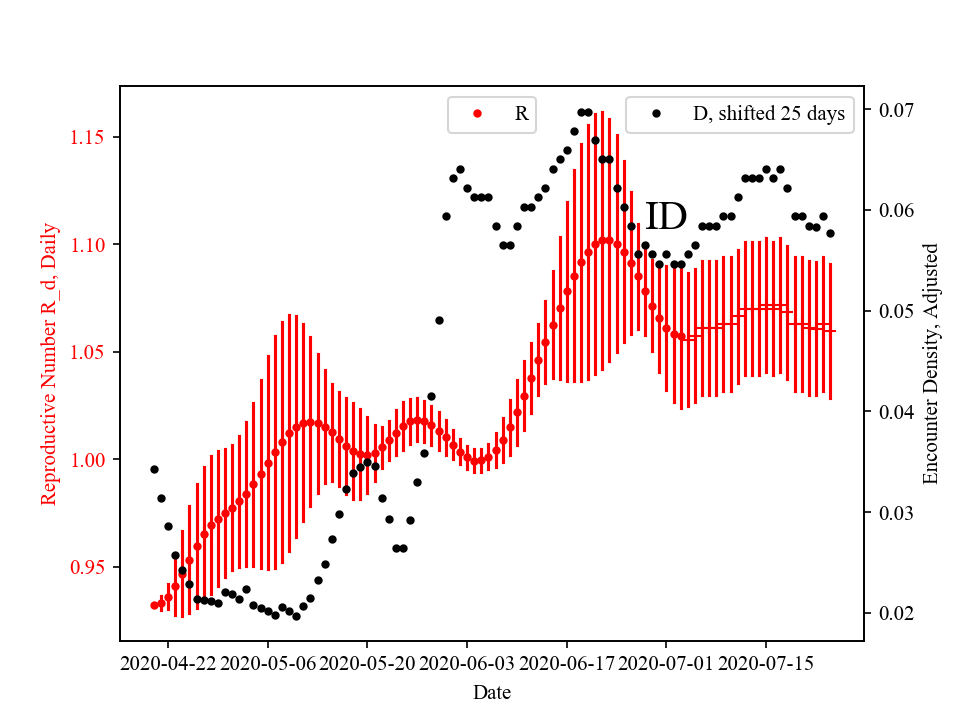 R
D, shifted 25 days
ID
Reproductive Number R_d, Daily
1.15
1.10
1.05
1.00
0.95
0.07
0.06
0.05
0.04
0.03
0.02
Encounter Density, Adjusted
2020-04-22 2020-05-06 2020-05-20 2020-06-03 2020-06-17 2020-07-01 2020-07-15
Date